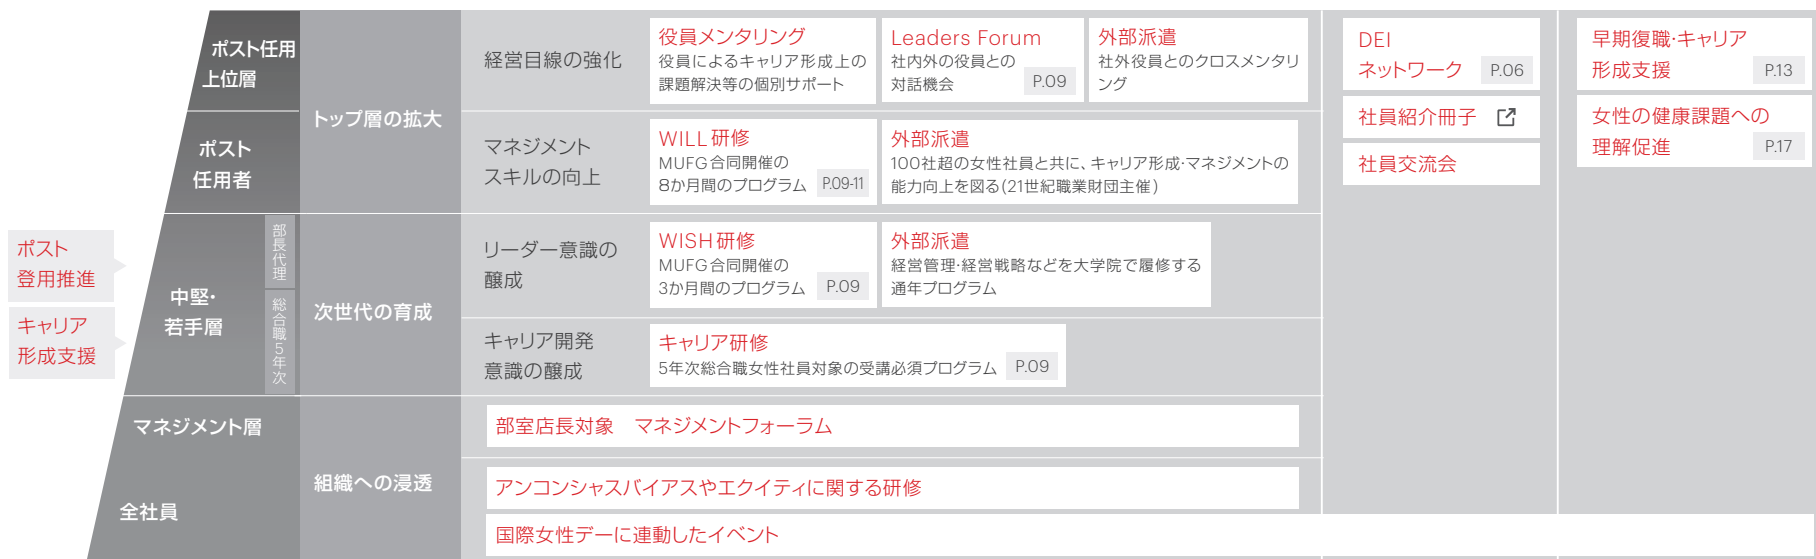 ポスト任用
上位層
ポスト
任用者
ポスト
登用推進
キャリア
形成支援
中堅・
若手層
部長代理
総合職5年次
マネジメント層
全社員
トップ層の拡大
次世代の育成
組織への浸透
経営目線の強化
役員メンタリング
役員によるキャリア形成上の
課題解決等の個別サポート
Leaders Forum
社内外の役員との
対話機会 P.09
外部派遣
社外役員とのクロスメンタリ
ング
マネジメント
スキルの向上
WILL研修
MUFG合同開催の
8か月間のプログラム P.09-11
外部派遣
100社超の女性社員と共に、キャリア形成・マネジメントの
能力向上を図る(21世紀職業財団主催)
リーダー意識の
醸成
WISH研修
MUFG合同開催の
3か月間のプログラム P.09
外部派遣
経営管理・経営戦略などを大学院で履修する
通年プログラム
キャリア開発
意識の醸成
キャリア研修
5年次総合職女性社員対象の受講必須プログラム P.09
部室店長対象 マネジメントフォーラム
アンコンシャスバイアスやエクイティに関する研修
国際女性デーに連動したイベント
DEI
ネットワーク P.06
社員紹介冊子
社員交流会
早期復職・キャリア
形成支援 P.13
女性の健康課題への
理解促進 P.17